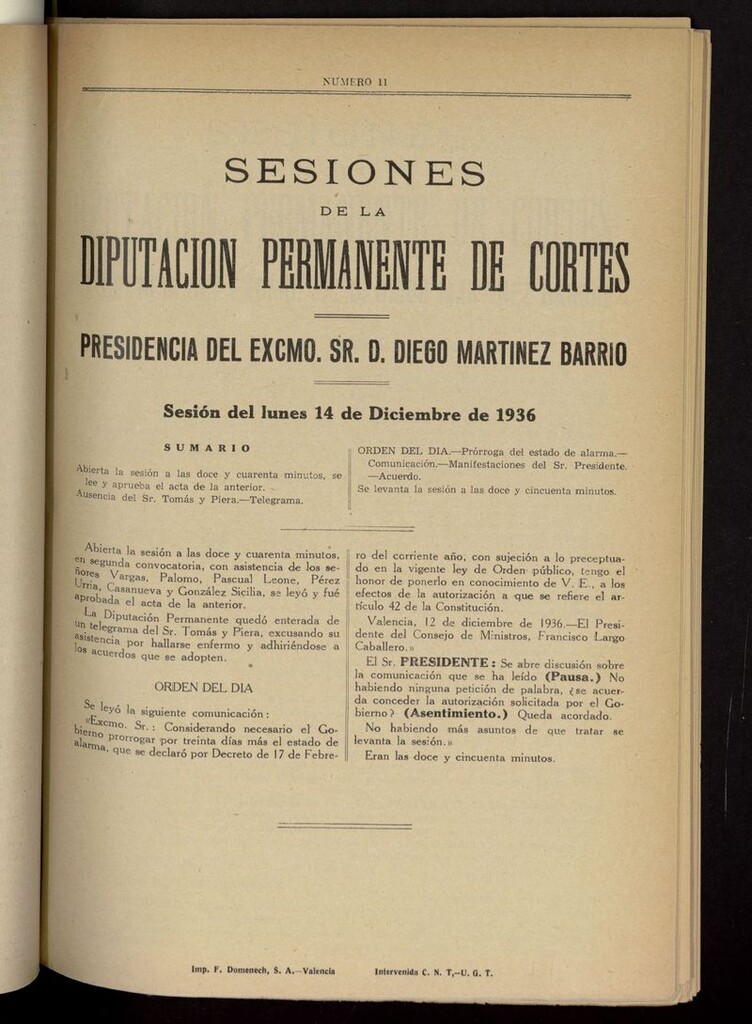 NUMERO 11
SESIONES
DE LA
DIPUTACION PERMANENTE DE CORTES
PRESIDENCIA DEL EXCMO. SR. D. DIEGO MARTINEZ BARRIO
Sesión del lunes 14 de Diciembre de 1936
SUMARIO
Abierta la sesión a las doce y cuarenta minutos, se
lee y aprueba el acta de la anterior.
Ausencia del Sr. Tomás y Piera.—Telegrama.
ORDEN DEL DIA.—Prórroga del estado de alarma.—
Comunicación.—Manifestaciones del Sr. Presidente.
—Acuerdo.
Se levanta la sesión a las doce y cincuenta minutos.
Abierta la sesión a las doce y cuarenta minutos,
en segunda convocatoria, con asistencia de los se-
ñores Vargas, Palomo, Pascual Leone, Pérez
Urria, Casanueva y González Sicilia, se leyó y fué
aprobada el acta de la anterior.
La Diputación Permanente quedó enterada de
un telegrama del Sr. Tomás y Piera, excusando su
asistencia por hallarse enfermo y adhiriéndose a
los acuerdos que se adopten.
ORDEN DEL DIA
Se leyó la siguiente comunicación:
«Excmo. Sr.: Considerando necesario el Go-
bierno prorrogar por treinta días más el estado de
alarma, que se declaró por Decreto de 17 de Febre-
ro del corriente año, con sujeción a lo preceptua-
do en la vigente ley de Orden público, tengo el
honor de ponerlo en conocimiento de V. E., a los
efectos de la autorización a que se refiere el ar-
tículo 42 de la Constitución.
Valencia, 12 de diciembre de 1936.—El Presi-
dente del Consejo de Ministros, Francisco Largo
Caballero.»
El Sr. PRESIDENTE: Se abre discusión sobre
la comunicación que se ha leído (Pausa.) No
habiendo ninguna petición de palabra, ¿se acuer-
da conceder la autorización solicitada por el Go-
bierno? (Asentimiento.) Queda acordado.
No habiendo más asuntos de que tratar se
levanta la sesión.»
Eran las doce y cincuenta minutos.
Imp. F. Domenech, S. A.—Valencia Intervenida C. N. T,—U. G. T.